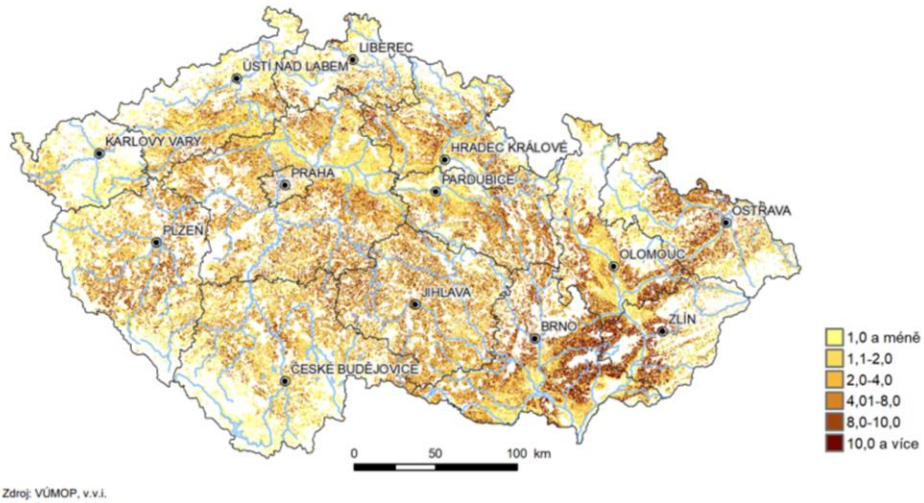 LIBEREC
ÚSTÍ NAD LABEM
KARLOVY VARY
HRADEC KRÁLOVÉ
PRAHA
PARDUBICE
OSTRAVA
PLZEŇ
OLOMOUC
JIHLAVA
BRNO
ZLÍN
ČESKÉ BUDĚJOVICE
1,0 a méně
1,1-2,0
2,0-4,0
4,01-8,0
8,0-10,0
10,0 a více
0 50 100 km
Zdroj: VÚMOP, v.v.i.